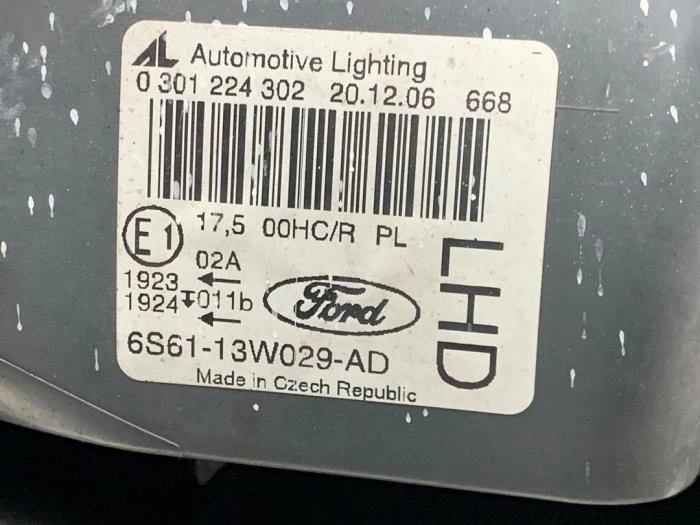 AL Automotive Lighting
0 301 224 302 20.12.06 668
E1 17,5 00HC/R PL
02A
1923 ←
1924 011b
←
Ford
6S61-13W029-AD
Made in Czech Republic
LHD